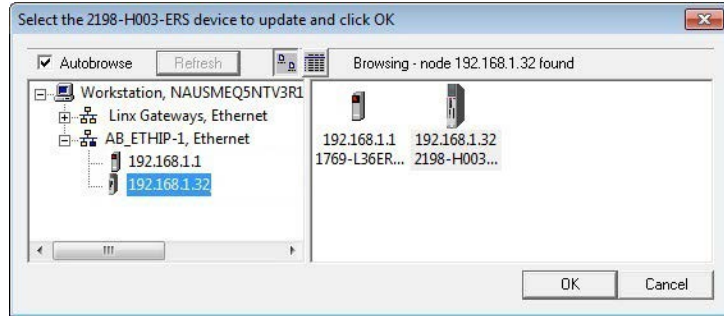 Select the 2198-H003-ERS device to update and click OK
Autobrowse
Refresh
Browsing - node 192.168.1.32 found
Workstation, NAUSMEQ5NTV3R1
Linx Gateways, Ethernet
AB_ETHIP-1, Ethernet
192.168.1.1
192.168.1.32
192.168.1.1
1769-L36ER...
192.168.1.32
2198-H003...
OK
Cancel